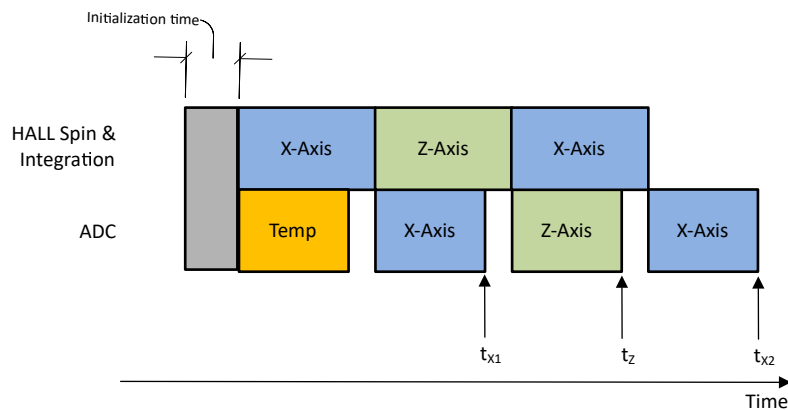 Initialization time
HALL Spin &
Integration
X-Axis
Z-Axis
X-Axis
ADC
Temp
X-Axis
Z-Axis
X-Axis
tX1
tZ
tX2
Time